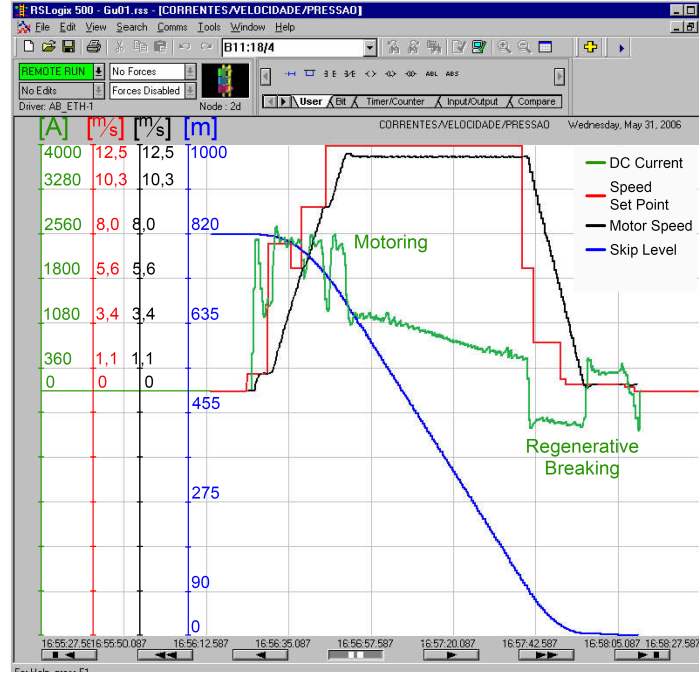 RSLogix 500 - Gu01.rss - [CORRENTES/VELOCIDADE/PRESSAO]
File Edit View Search Comms Tools Window Help
B11:18/4
REMOTE RUN No Forces
No Edits Forces Disabled
Driver: AB_ETH-1 Node : 2d
ABL ABS
User Bit Timer/Counter Input/Output Compare
CORRENTES/VELOCIDADE/PRESSAO Wednesday, May 31, 2006
[A] [m/s] [m/s] [m]
4000 12,5 12,5 1000
3280 10,3 10,3
2560 8,0 8,0 820
1800 5,6 5,6
1080 3,4 3,4 635
360 1,1 1,1
0 0 0
455
275
90
0
DC Current
Speed
Set Point
Motor Speed
Skip Level
Motoring
Regenerative
Breaking
16:55:27.5 16:55:50.087 16:56:12.587 16:56:35.087 16:56:57.587 16:57:20.087 16:57:42.587 16:58:05.087 16:58:27.587